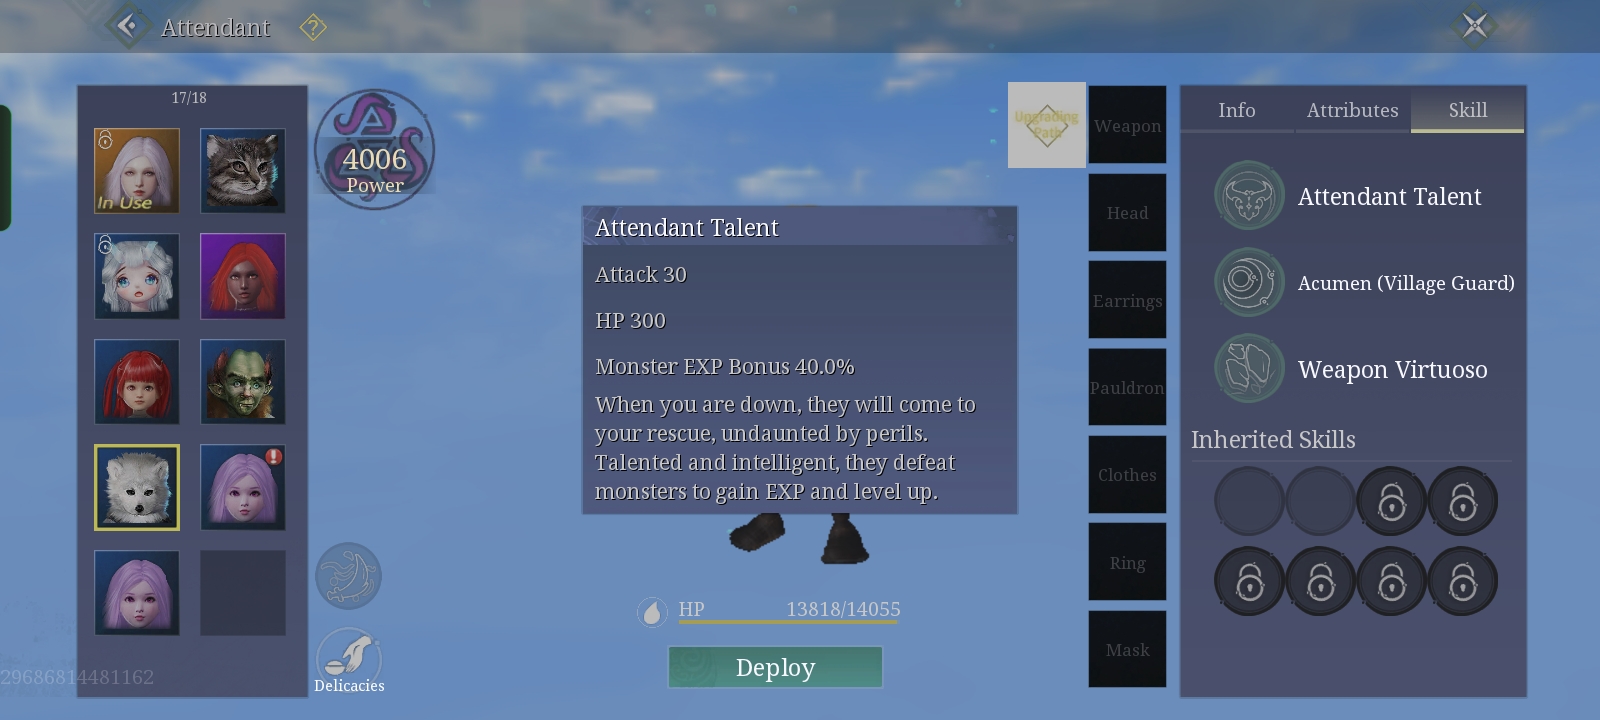 Attendant
?
17/18
In Use
4006
Power
Upgrading
Path
Weapon
Head
Earrings
Pauldron
Clothes
Ring
Mask
Attendant Talent
Attack 30
HP 300
Monster EXP Bonus 40.0%
When you are down, they will come to
your rescue, undaunted by perils.
Talented and intelligent, they defeat
monsters to gain EXP and level up.
HP 13818/14055
Deploy
Delicacies
29686814481162
Info Attributes Skill
Attendant Talent
Acumen (Village Guard)
Weapon Virtuoso
Inherited Skills